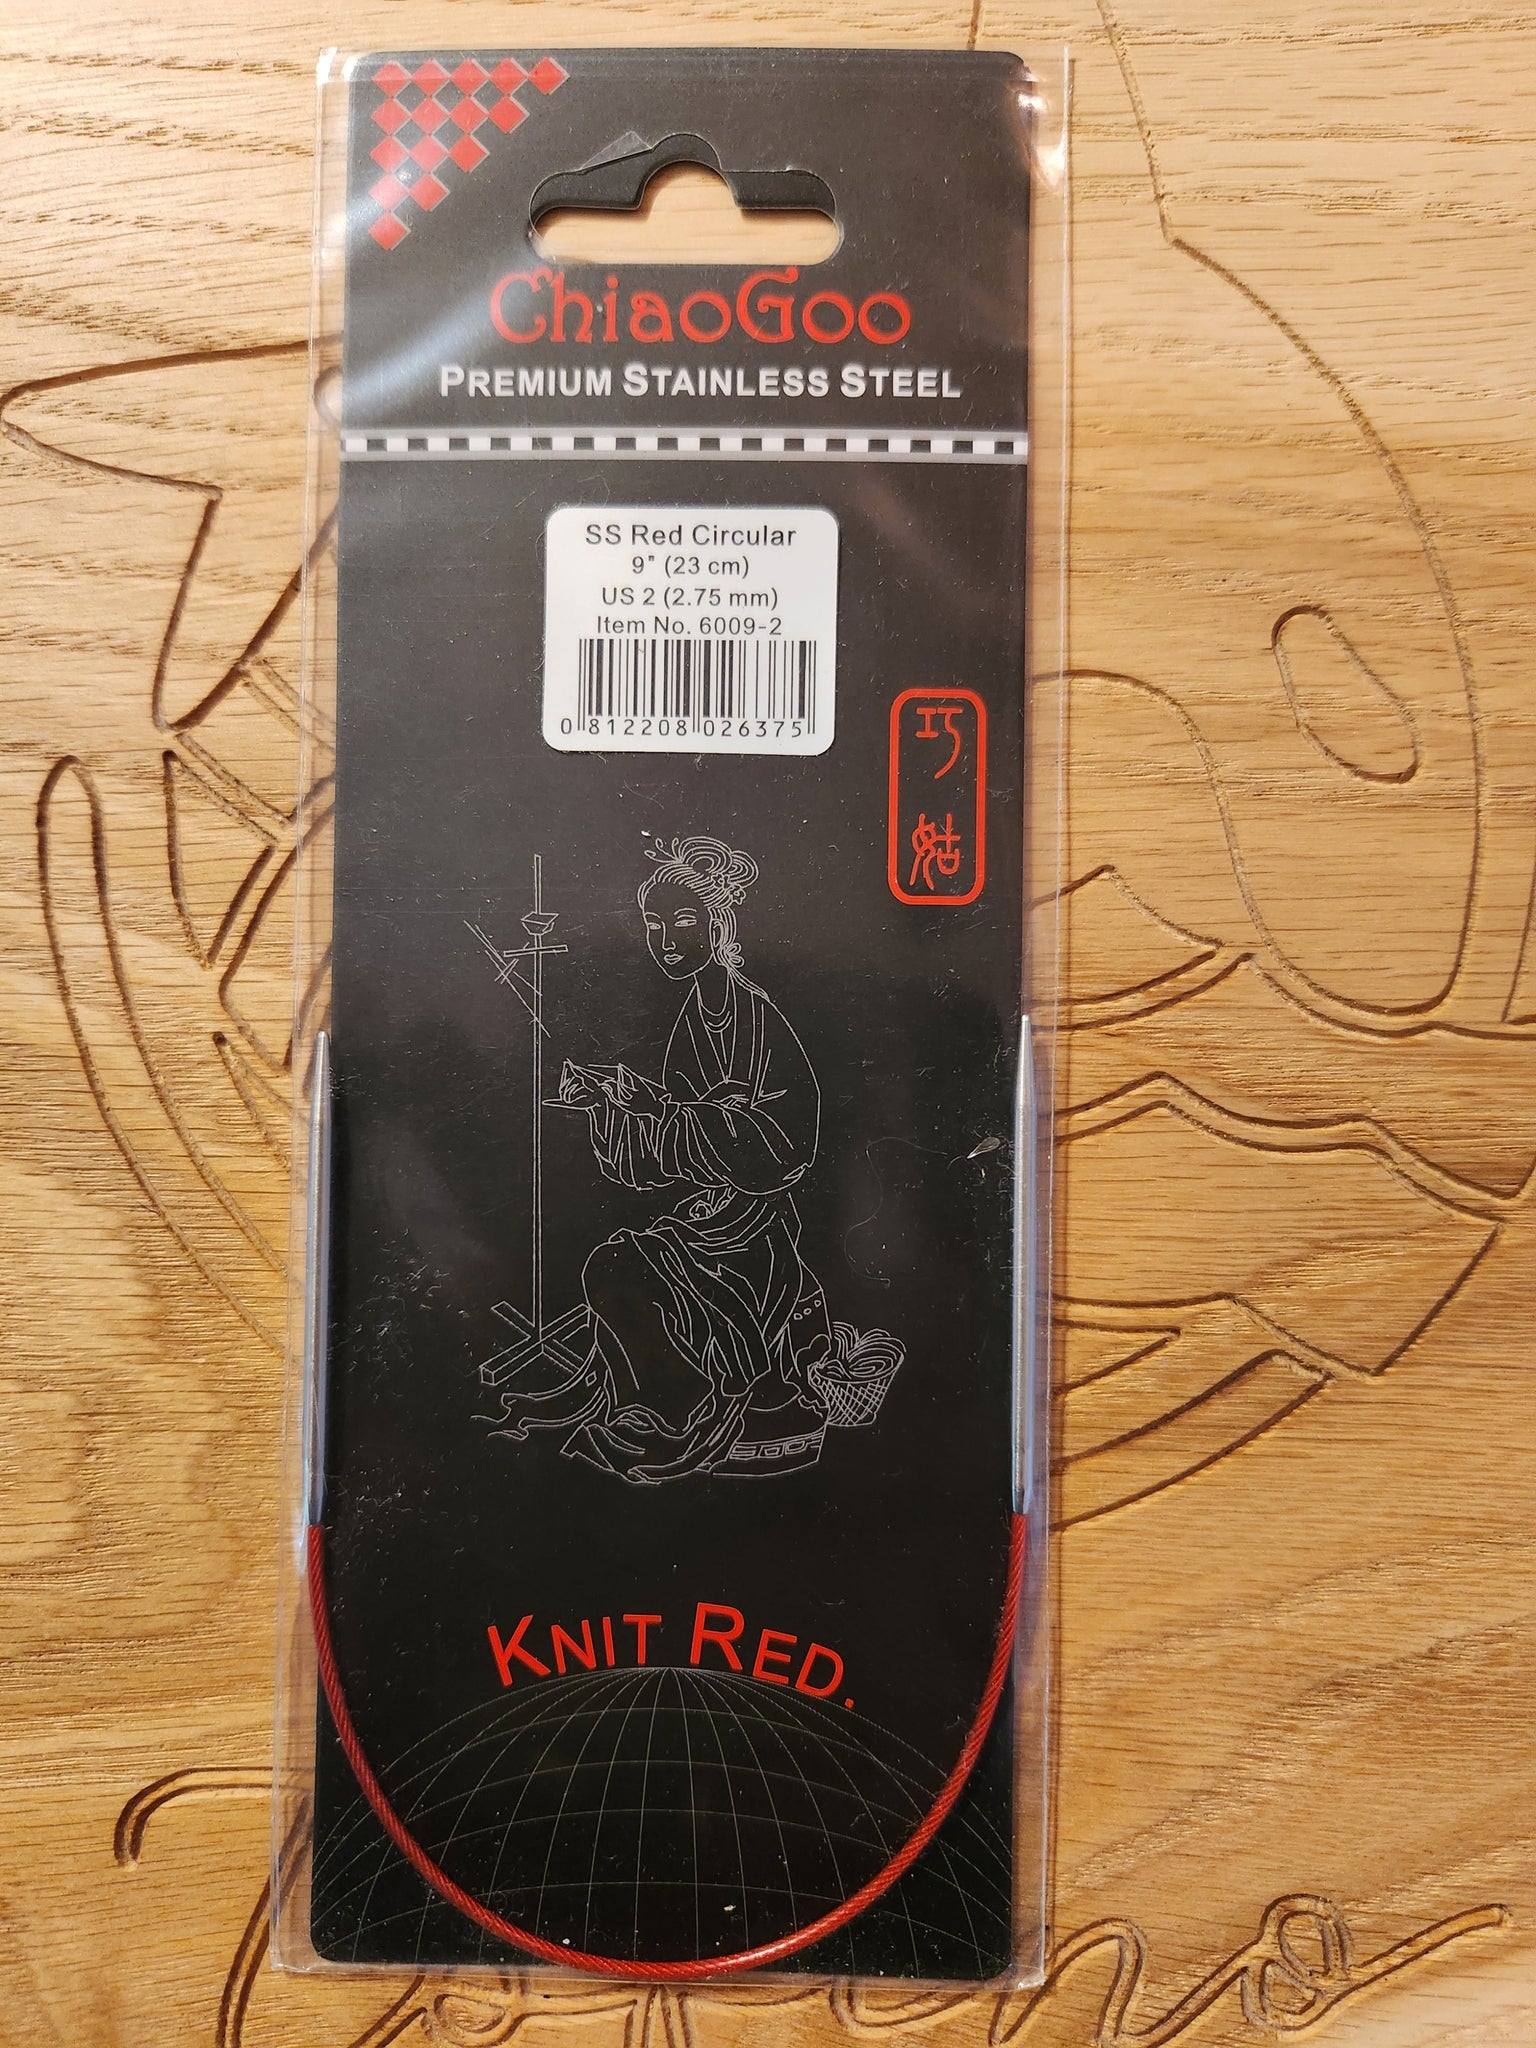 ChiaoGoo
PREMIUM STAINLESS STEEL
SS Red Circular
9" (23 cm)
US 2 (2.75 mm)
Item No. 6009-2
0 812208 026375
巧
姑
KNIT RED.